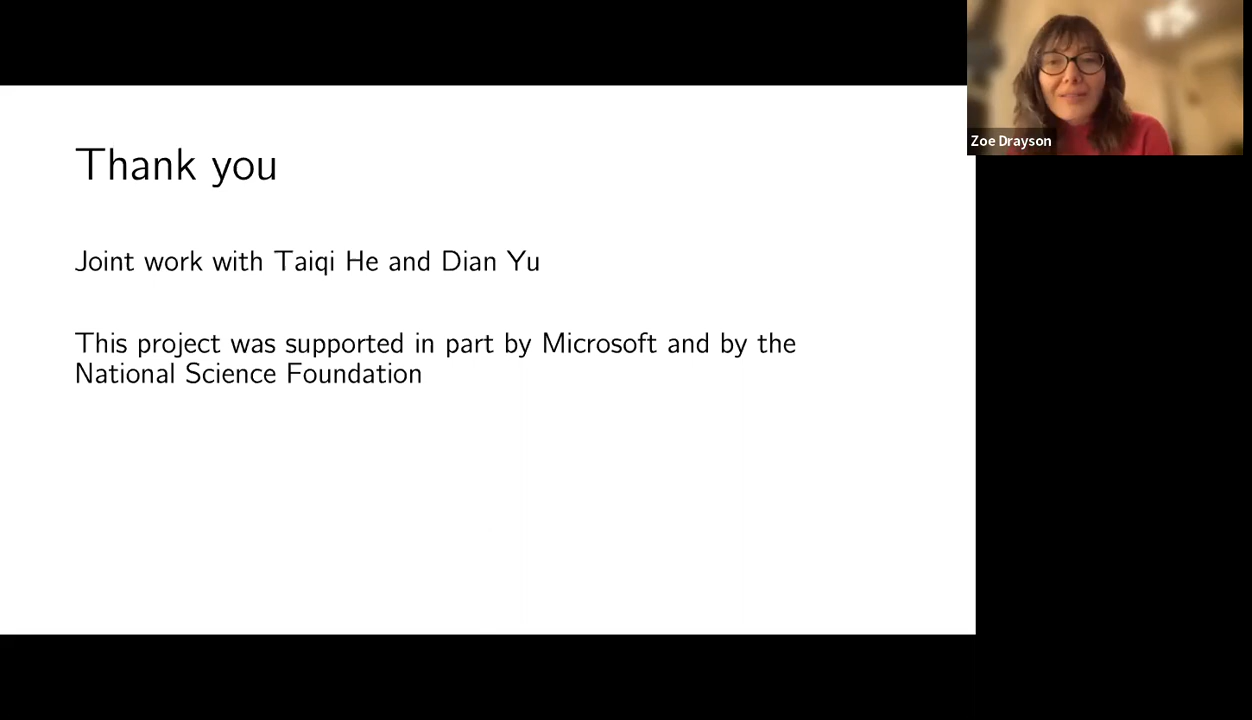 Thank you
Joint work with Taiqi He and Dian Yu
This project was supported in part by Microsoft and by the
National Science Foundation
Zoe Drayson